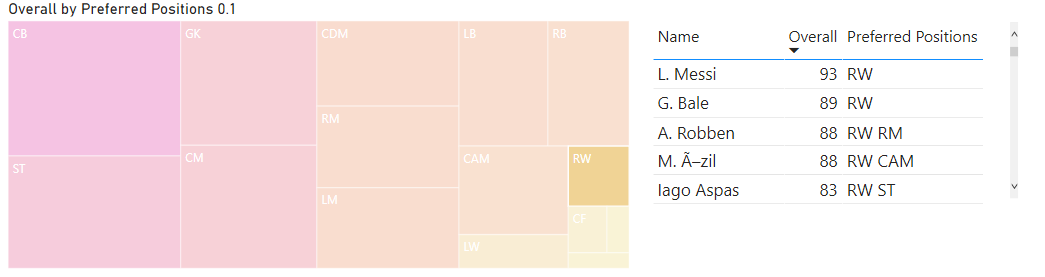 Overall by Preferred Positions 0.1
CB
GK
CDM
LB
RB
RM
CM
CAM
RW
ST
LM
CF
LW
Name Overall Preferred Positions
L. Messi 93 RW
G. Bale 89 RW
A. Robben 88 RW RM
M. Ã–zil 88 RW CAM
Iago Aspas 83 RW ST